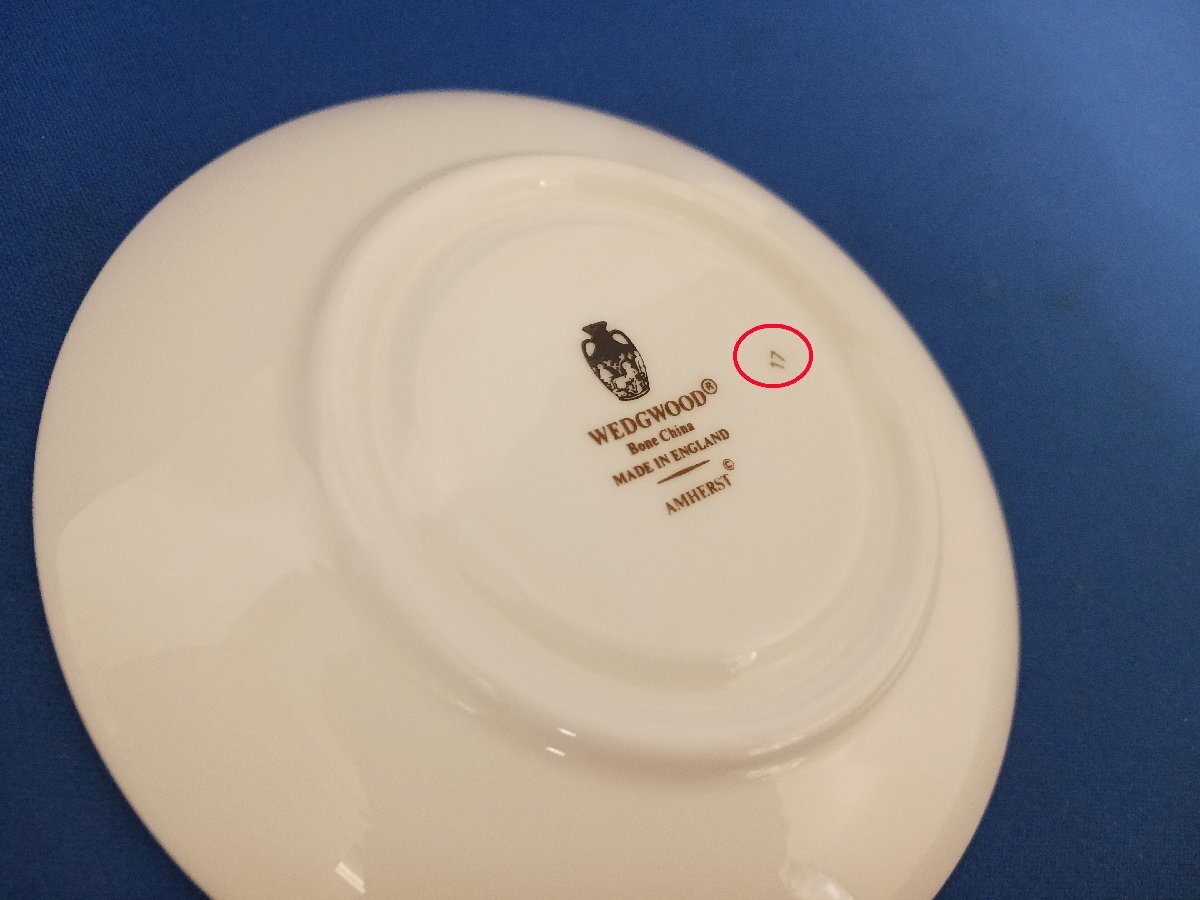 17
WEDGWOOD®
Bone China
MADE IN ENGLAND
AMHERST©